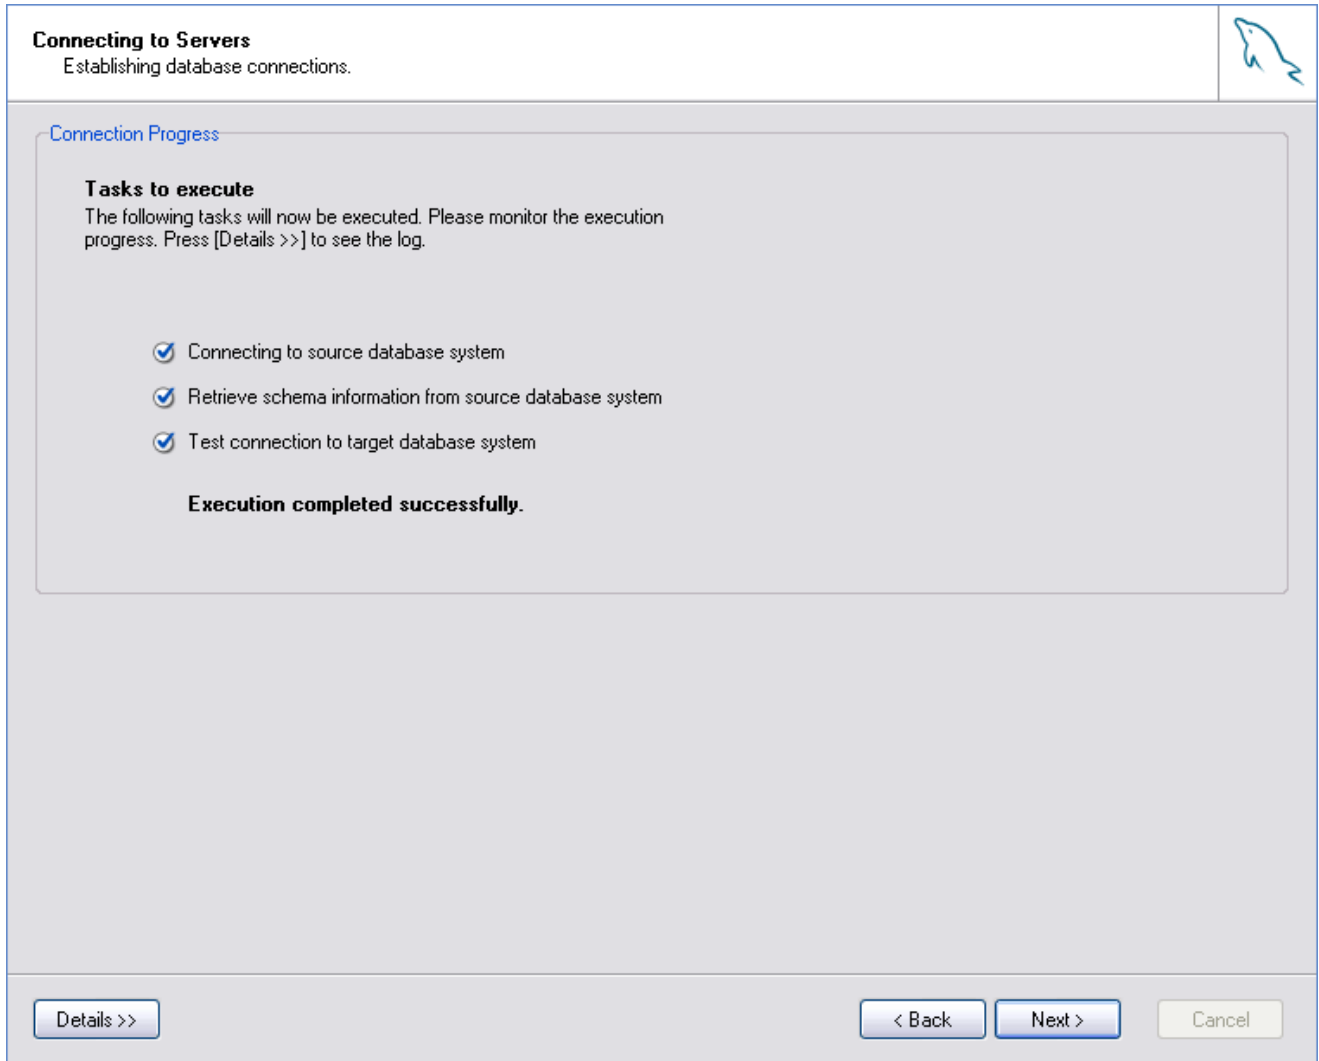 Connecting to Servers
Establishing database connections.
Connection Progress
Tasks to execute
The following tasks will now be executed. Please monitor the execution
progress. Press [Details >>] to see the log.
Connecting to source database system
Retrieve schema information from source database system
Test connection to target database system
Execution completed successfully.
Details >>
< Back
Next >
Cancel